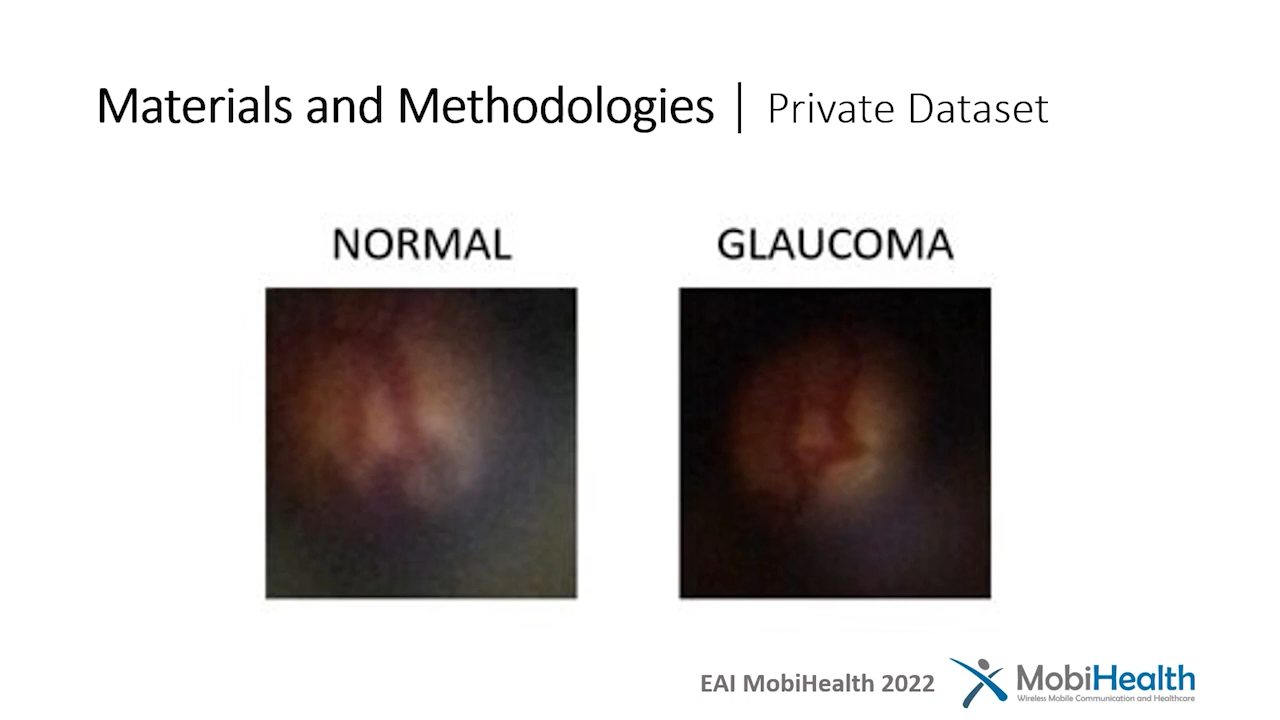 Materials and Methodologies | Private Dataset
NORMAL
GLAUCOMA
EAI MobiHealth 2022
MobiHealth
Wireless Mobile Communication and Healthcare